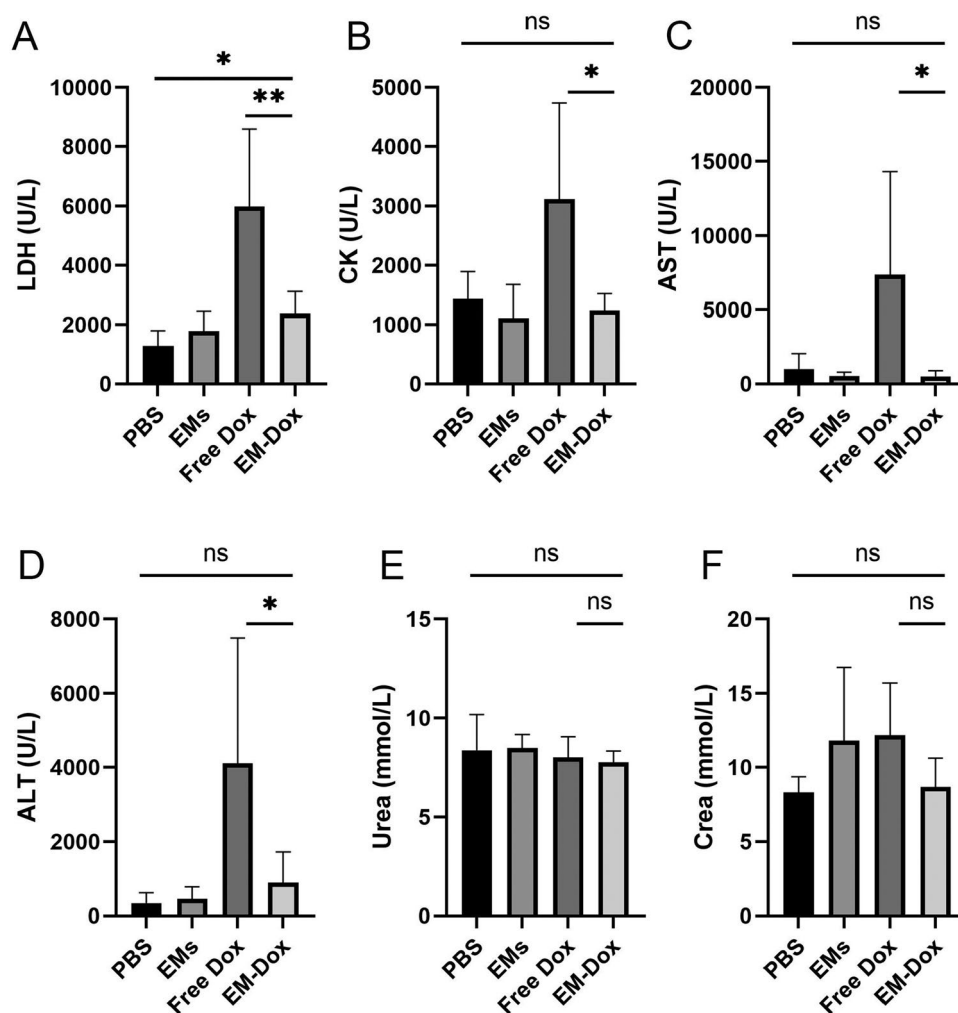 A
*
**
LDH (U/L)
10000
8000
6000
4000
2000
0
PBS
EMs
Free Dox
EM-Dox
B
ns
*
CK (U/L)
5000
4000
3000
2000
1000
0
PBS
EMs
Free Dox
EM-Dox
C
ns
*
AST (U/L)
20000
15000
10000
5000
0
PBS
EMs
Free Dox
EM-Dox
D
ns
*
ALT (U/L)
8000
6000
4000
2000
0
PBS
EMs
Free Dox
EM-Dox
E
ns
ns
Urea (mmol/L)
15
10
5
0
PBS
EMs
Free Dox
EM-Dox
F
ns
ns
Crea (mmol/L)
20
15
10
5
0
PBS
EMs
Free Dox
EM-Dox